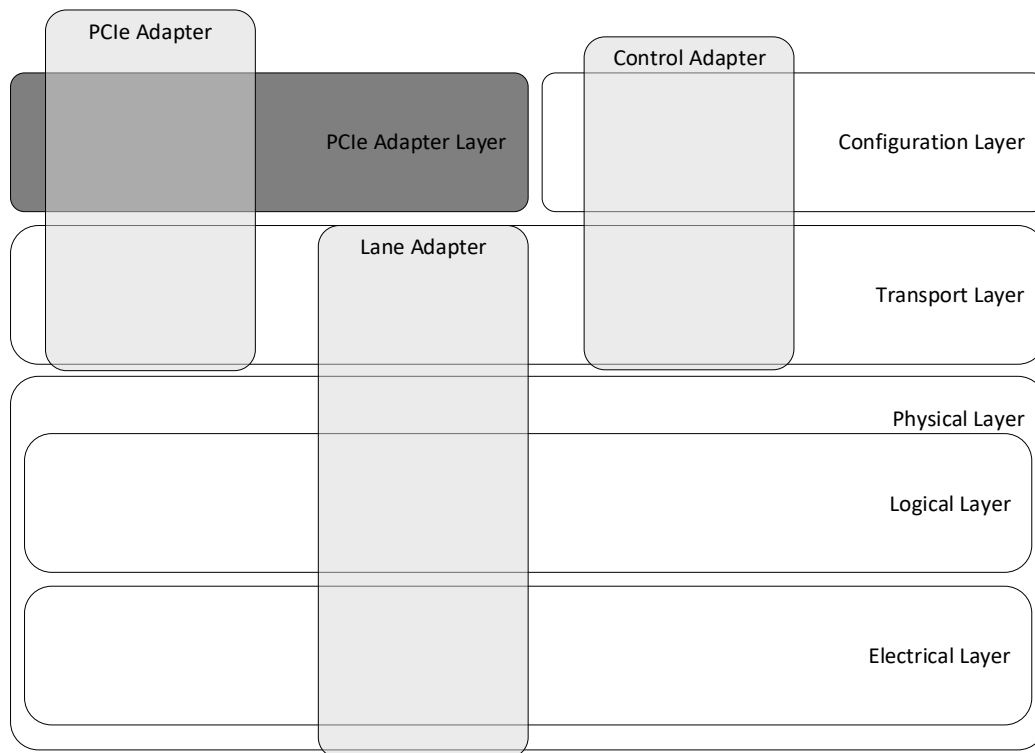 PCIe Adapter
Control Adapter
PCIe Adapter Layer
Configuration Layer
Lane Adapter
Transport Layer
Physical Layer
Logical Layer
Electrical Layer